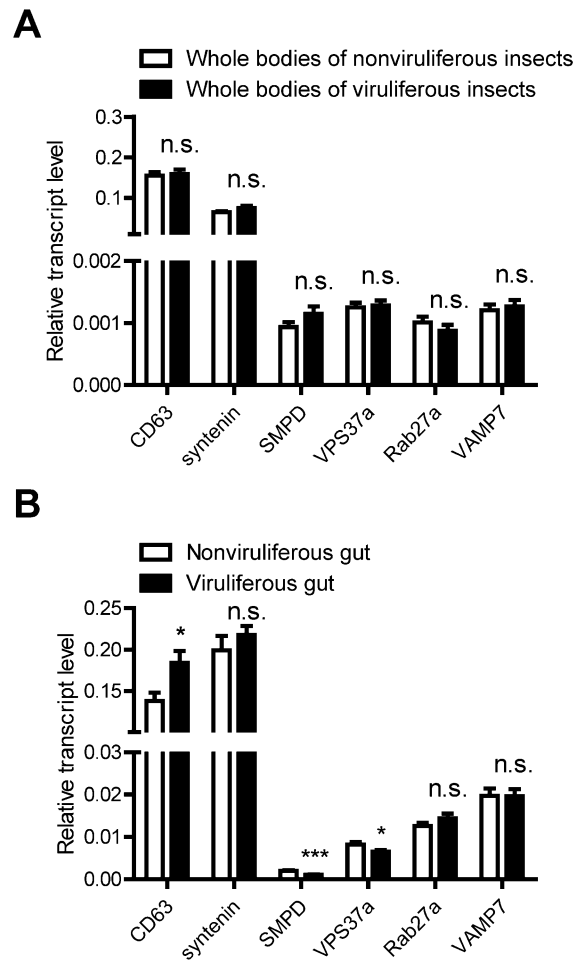 A
Whole bodies of nonviruliferous insects
Whole bodies of viruliferous insects
Relative transcript level
0.3
0.2
0.1
0.002
0.001
0.000
n.s.
n.s.
n.s.
n.s.
n.s.
n.s.
CD63
syntenin
SMPD
VPS37a
Rab27a
VAMP7
B
Nonviruliferous gut
Viruliferous gut
Relative transcript level
0.25
0.20
0.15
0.03
0.02
0.01
0.00
*
n.s.
***
*
n.s.
n.s.
CD63
syntenin
SMPD
VPS37a
Rab27a
VAMP7